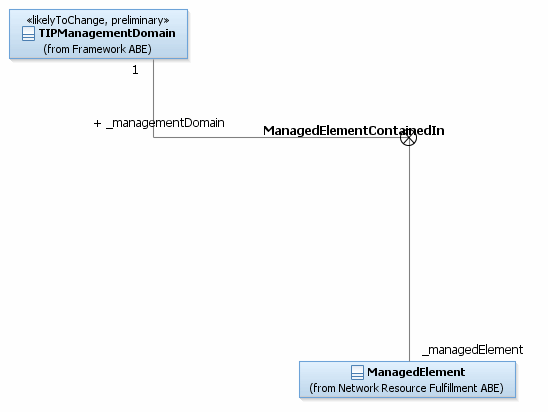 «likelyToChange, preliminary»
TIPManagementDomain
(from Framework ABE)
1
+ _managementDomain
ManagedElementContainedIn
_managedElement
ManagedElement
(from Network Resource Fulfillment ABE)